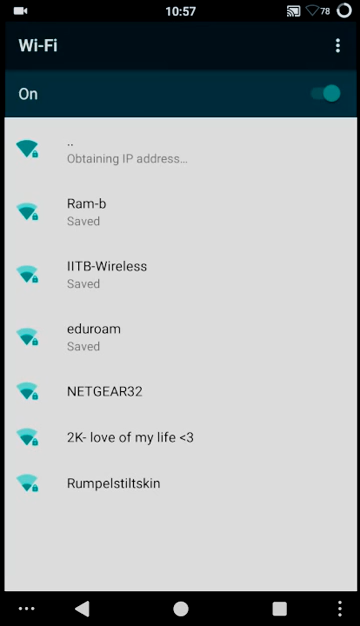 10:57
78
Wi-Fi
On
..
Obtaining IP address…
Ram-b
Saved
IITB-Wireless
Saved
eduroam
Saved
NETGEAR32
2K- love of my life <3
Rumpelstiltskin